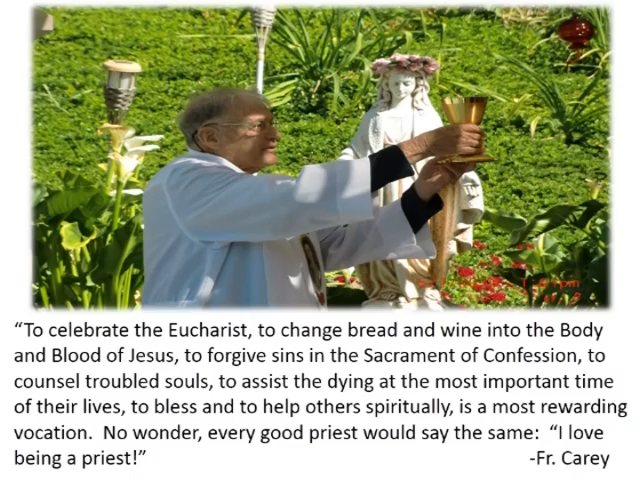 “To celebrate the Eucharist, to change bread and wine into the Body
and Blood of Jesus, to forgive sins in the Sacrament of Confession, to
counsel troubled souls, to assist the dying at the most important time
of their lives, to bless and to help others spiritually, is a most rewarding
vocation.  No wonder, every good priest would say the same:  “I love
being a priest!” -Fr. Carey